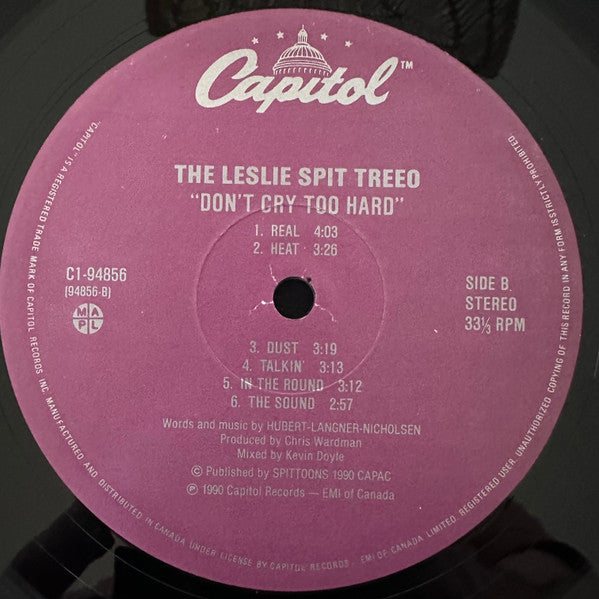 Capitol™
THE LESLIE SPIT TREEO
"DON'T CRY TOO HARD"
1. REAL 4:03
2. HEAT 3:26
C1-94856
(94856-B)
MAPL
SIDE B.
STEREO
33⅓ RPM
3. DUST 3:19
4. TALKIN' 3:13
5. IN THE ROUND 3:12
6. THE SOUND 2:57
Words and music by HUBERT-LANGNER-NICHOLSEN
Produced by Chris Wardman
Mixed by Kevin Doyle
© Published by SPITTOONS 1990 CAPAC
℗ 1990 Capitol Records — EMI of Canada
"CAPITOL" IS A REGISTERED TRADE MARK OF CAPITOL RECORDS INC. MANUFACTURED AND DISTRIBUTED IN CANADA UNDER LICENSE BY CAPITOL RECORDS - EMI OF CANADA LIMITED. REGISTERED USER. UNAUTHORIZED COPYING OF THIS RECORD IN ANY FORM IS STRICTLY PROHIBITED.